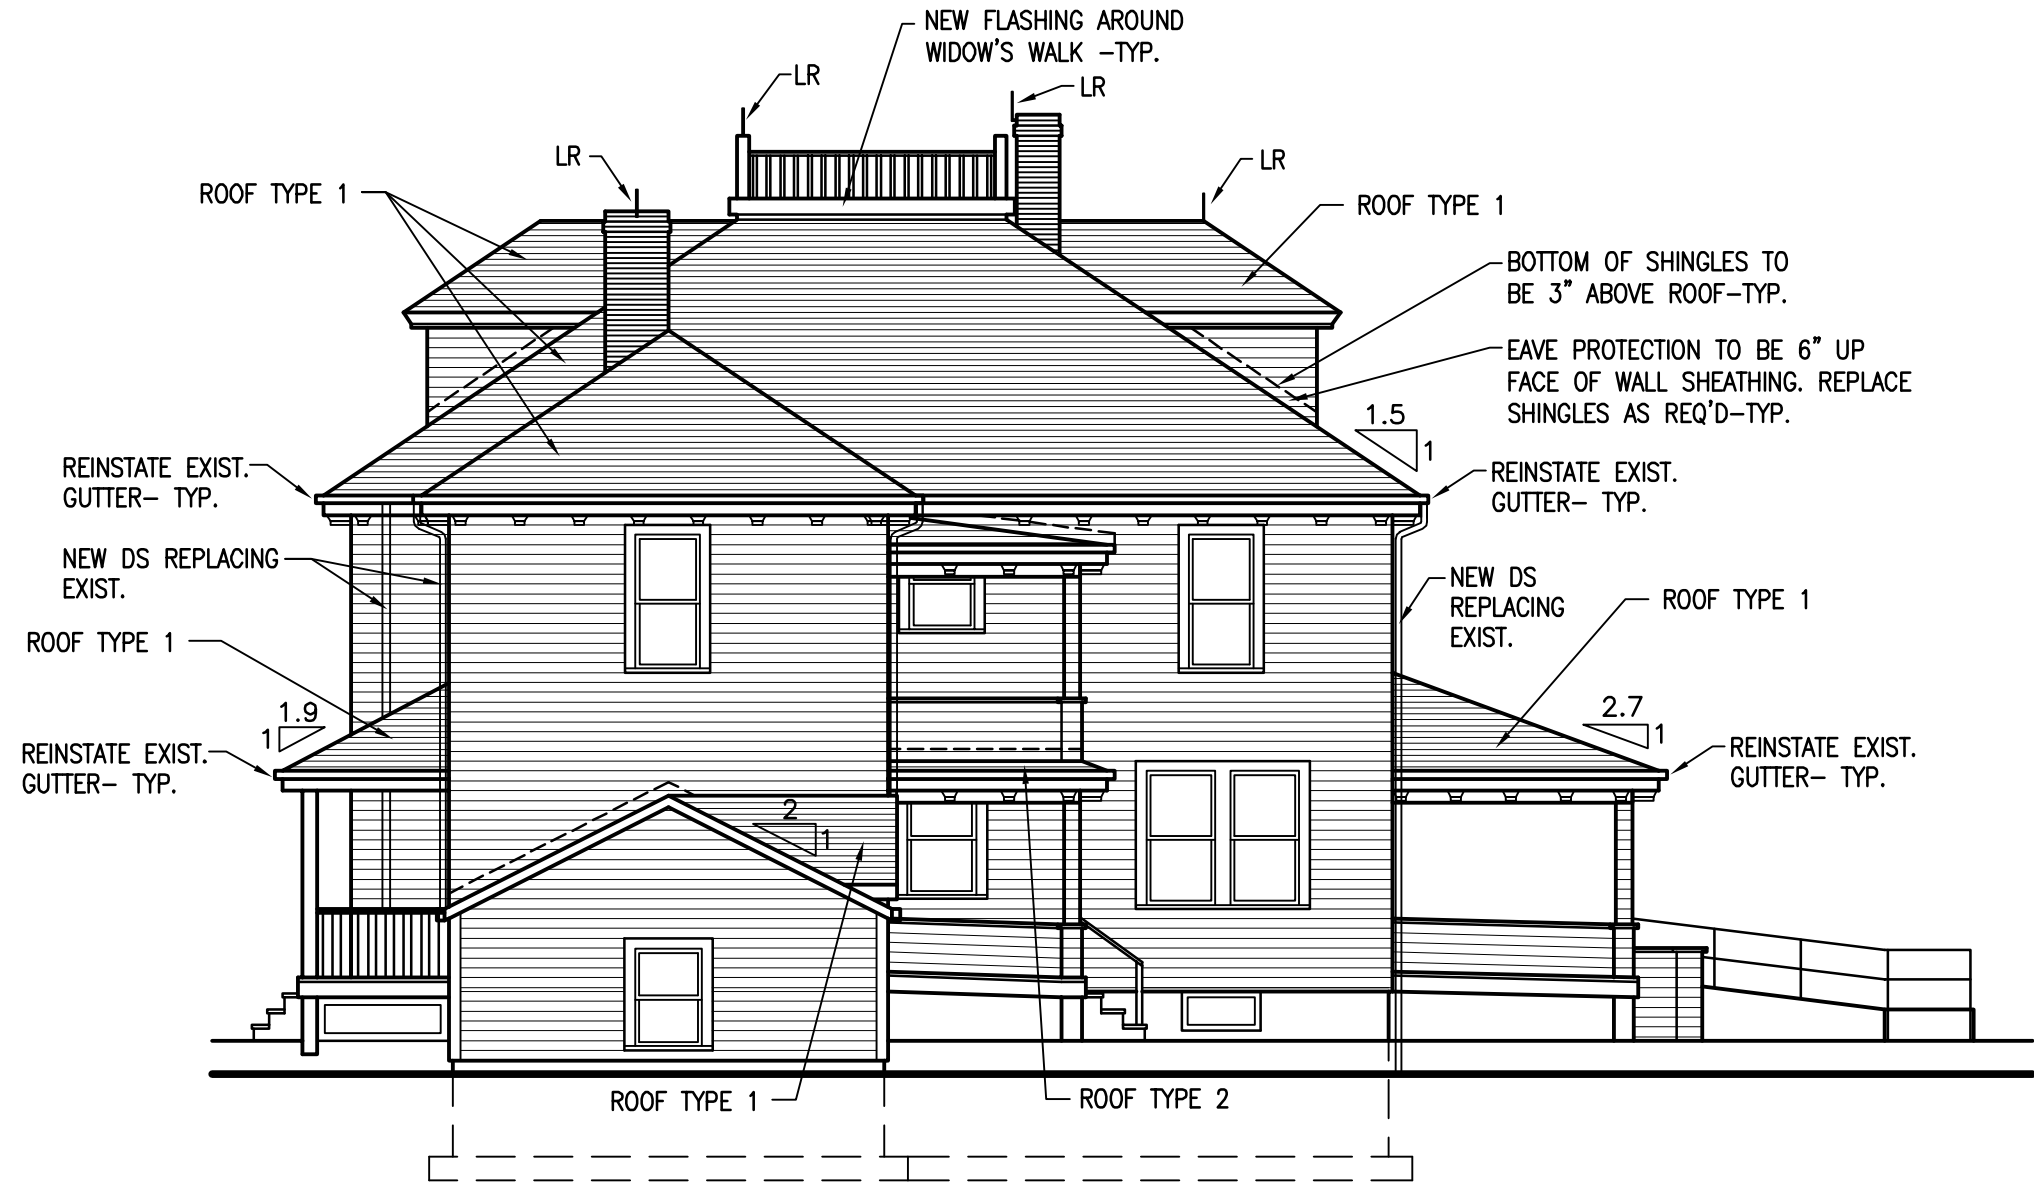 NEW FLASHING AROUND
WIDOW'S WALK -TYP.
LR
LR
LR
LR
ROOF TYPE 1
ROOF TYPE 1
BOTTOM OF SHINGLES TO
BE 3" ABOVE ROOF-TYP.
EAVE PROTECTION TO BE 6" UP
FACE OF WALL SHEATHING. REPLACE
SHINGLES AS REQ'D-TYP.
1.5
1
REINSTATE EXIST.
GUTTER- TYP.
REINSTATE EXIST.
GUTTER- TYP.
NEW DS REPLACING
EXIST.
NEW DS
REPLACING
EXIST.
ROOF TYPE 1
ROOF TYPE 1
1.9
1
2.7
1
REINSTATE EXIST.
GUTTER- TYP.
REINSTATE EXIST.
GUTTER- TYP.
2
1
ROOF TYPE 1
ROOF TYPE 2